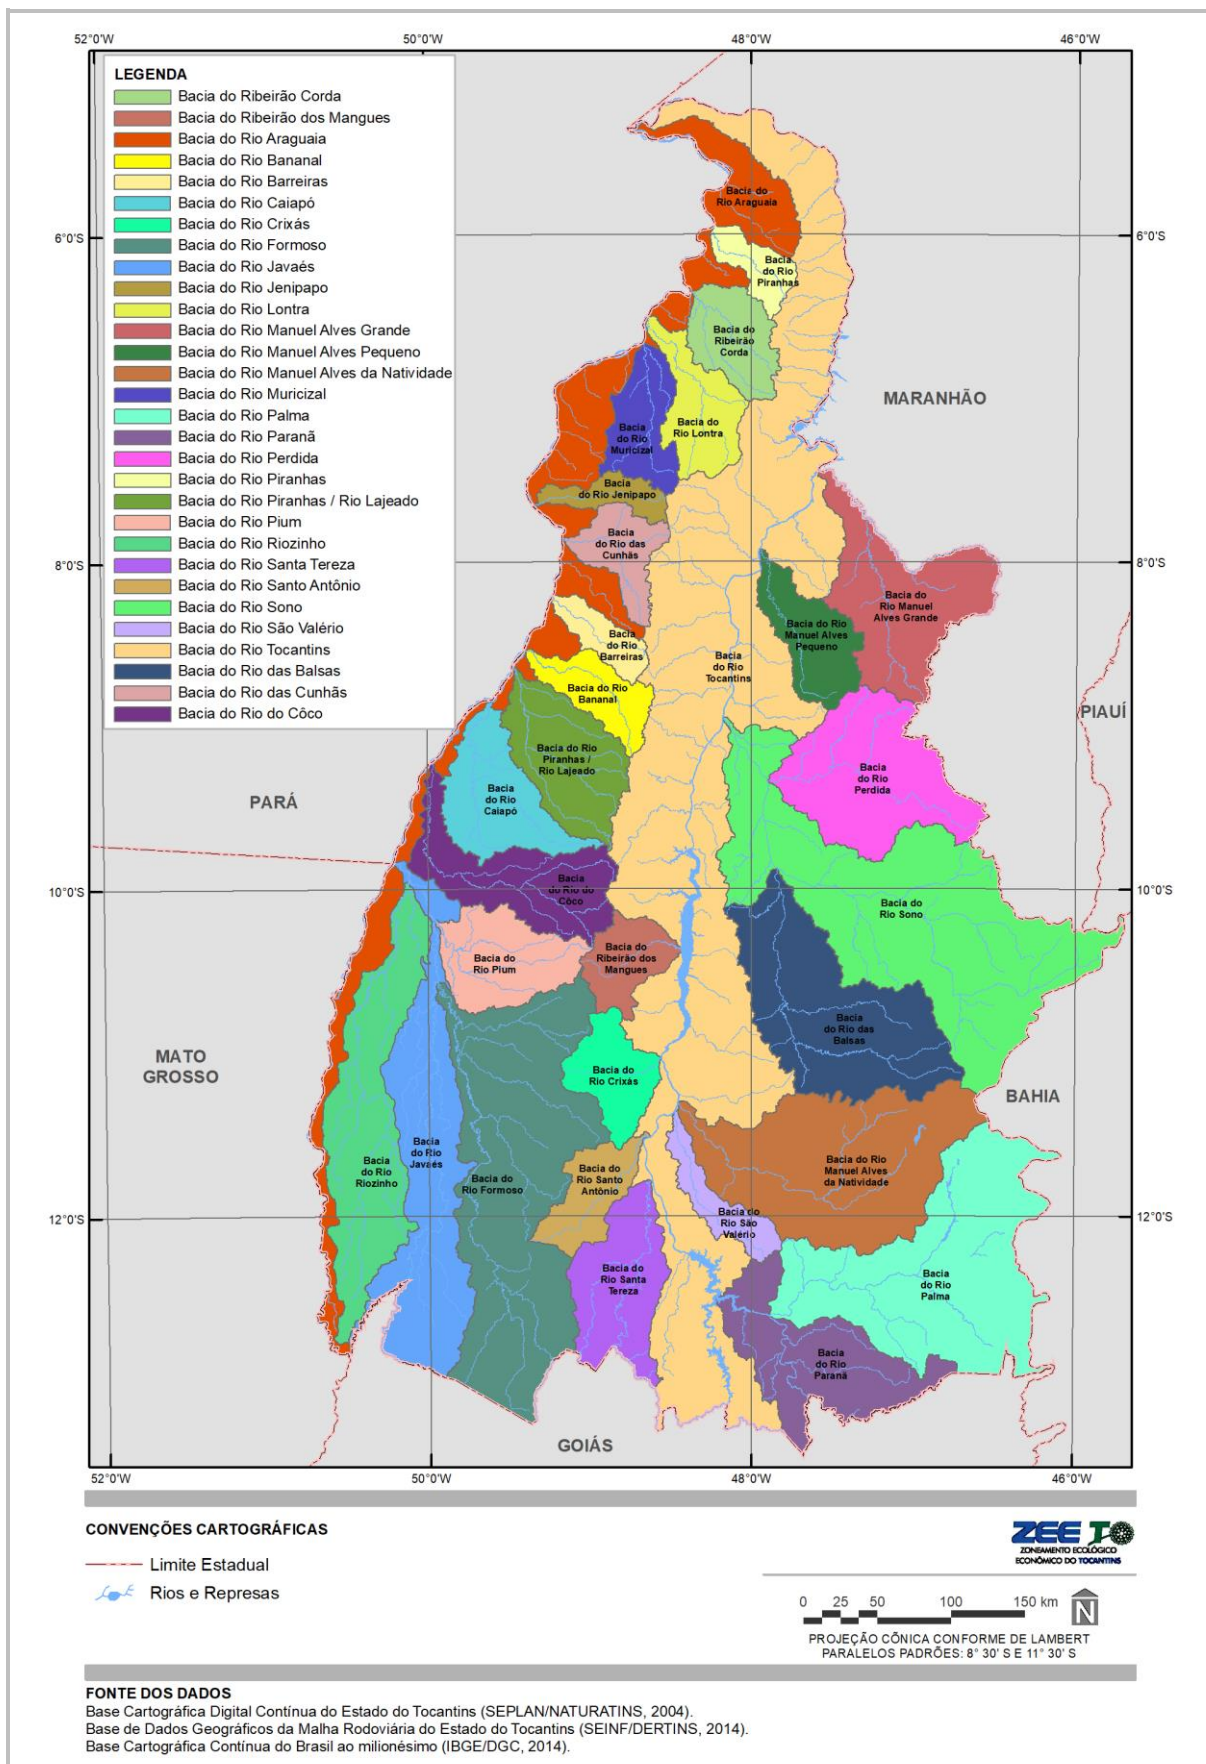 52°0'W
50°0'W
48°0'W
46°0'W
LEGENDA
Bacia do Ribeirão Corda
Bacia do Ribeirão dos Mangues
Bacia do Rio Araguaia
Bacia do Rio Bananal
Bacia do Rio Barreiras
Bacia do Rio Caiapó
Bacia do Rio Crixás
Bacia do Rio Formoso
Bacia do Rio Javaés
Bacia do Rio Jenipapo
Bacia do Rio Lontra
Bacia do Rio Manuel Alves Grande
Bacia do Rio Manuel Alves Pequeno
Bacia do Rio Manuel Alves da Natividade
Bacia do Rio Muricizal
Bacia do Rio Palma
Bacia do Rio Paranã
Bacia do Rio Perdida
Bacia do Rio Piranhas
Bacia do Rio Piranhas / Rio Lajeado
Bacia do Rio Pium
Bacia do Rio Riozinho
Bacia do Rio Santa Tereza
Bacia do Rio Santo Antônio
Bacia do Rio Sono
Bacia do Rio São Valério
Bacia do Rio Tocantins
Bacia do Rio das Balsas
Bacia do Rio das Cunhãs
Bacia do Rio do Côco
Bacia do
Rio Araguaia
6°0'S
6°0'S
Bacia
do Rio
Piranhas
Bacia do
Ribeirão
Corda
MARANHÃO
Bacia do
Rio Lontra
Bacia
do Rio
Muricizal
Bacia
do Rio Jenipapo
Bacia
do Rio das
Cunhãs
8°0'S
8°0'S
Bacia do
Rio Manuel
Alves Grande
Bacia do Rio
Manuel Alves
Pequeno
Bacia
do Rio
Barreiras
Bacia
do Rio
Tocantins
Bacia do Rio
Bananal
PIAUÍ
Bacia do Rio
Piranhas /
Rio Lajeado
Bacia
do Rio
Perdida
Bacia
do Rio
Caiapó
PARÁ
10°0'S
10°0'S
Bacia
do Rio do
Côco
Bacia do
Rio Sono
Bacia do
Rio Pium
Bacia do
Ribeirão dos
Mangues
Bacia
do Rio das
Balsas
MATO
GROSSO
Bacia do
Rio Crixás
BAHIA
Bacia
do Rio
Javaés
Bacia
do Rio
Riozinho
Bacia do
Rio Formoso
Bacia do
Rio Santo
Antônio
Bacia do Rio
Manuel Alves
da Natividade
12°0'S
12°0'S
Bacia do
Rio São
Valério
Bacia do
Rio Santa
Tereza
Bacia
do Rio
Palma
Bacia
do Rio
Paranã
GOIÁS
52°0'W
50°0'W
48°0'W
46°0'W
CONVENÇÕES CARTOGRÁFICAS
Limite Estadual
Rios e Represas
ZEE TO
ZONEAMENTO ECOLÓGICO
ECONÔMICO DO TOCANTINS
0 25 50 100 150 km
N
PROJEÇÃO CÔNICA CONFORME DE LAMBERT
PARALELOS PADRÕES: 8° 30' S E 11° 30' S
FONTE DOS DADOS
Base Cartográfica Digital Contínua do Estado do Tocantins (SEPLAN/NATURATINS, 2004).
Base de Dados Geográficos da Malha Rodoviária do Estado do Tocantins (SEINF/DERTINS, 2014).
Base Cartográfica Contínua do Brasil ao milionésimo (IBGE/DGC, 2014).